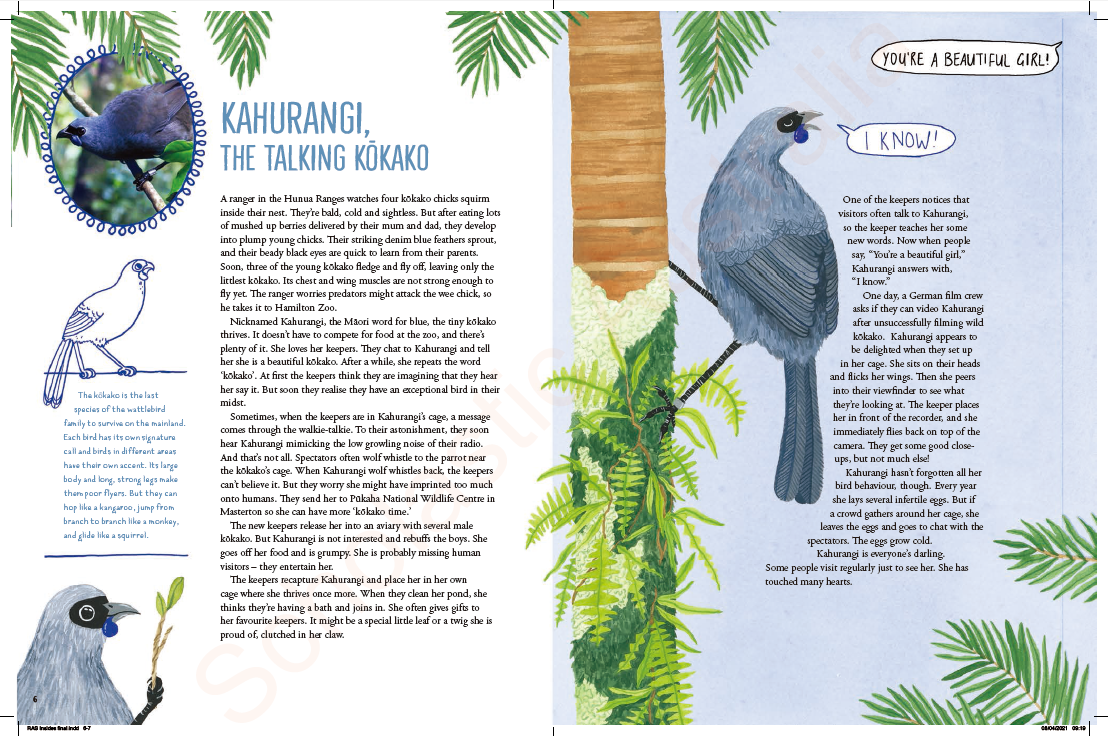 KAHURANGI,
THE TALKING KŌKAKO
A ranger in the Hunua Ranges watches four kōkako chicks squirm
inside their nest. They're bald, cold and sightless. But after eating lots
of mushed up berries delivered by their mum and dad, they develop
into plump young chicks. Their striking denim blue feathers sprout,
and their beady black eyes are quick to learn from their parents.
Soon, three of the young kōkako fledge and fly off, leaving only the
littlest kōkako. Its chest and wing muscles are not strong enough to
fly yet. The ranger worries predators might attack the wee chick, so
he takes it to Hamilton Zoo.
Nicknamed Kahurangi, the Māori word for blue, the tiny kōkako
thrives. It doesn't have to compete for food at the zoo, and there's
plenty of it. She loves her keepers. They chat to Kahurangi and tell
her she is a beautiful kōkako. After a while, she repeats the word
'kōkako'. At first the keepers think they are imagining that they hear
her say it. But soon they realise they have an exceptional bird in their
midst.
Sometimes, when the keepers are in Kahurangi's cage, a message
comes through the walkie-talkie. To their astonishment, they soon
hear Kahurangi mimicking the low growling noise of their radio.
And that's not all. Spectators often wolf whistle to the parrot near
the kōkako's cage. When Kahurangi wolf whistles back, the keepers
can't believe it. But they worry she might have imprinted too much
onto humans. They send her to Pūkaha National Wildlife Centre in
Masterton so she can have more 'kōkako time.'
The new keepers release her into an aviary with several male
kōkako. But Kahurangi is not interested and rebuffs the boys. She
goes off her food and is grumpy. She is probably missing human
visitors – they entertain her.
The keepers recapture Kahurangi and place her in her own
cage where she thrives once more. When they clean her pond, she
thinks they're having a bath and joins in. She often gives gifts to
her favourite keepers. It might be a special little leaf or a twig she is
proud of, clutched in her claw.
The kōkako is the last
species of the wattlebird
family to survive on the mainland.
Each bird has its own signature
call and birds in different areas
have their own accent. Its large
body and long, strong legs make
them poor flyers. But they can
hop like a kangaroo, jump from
branch to branch like a monkey,
and glide like a squirrel.
6
YOU'RE A BEAUTIFUL GIRL!
I KNOW!
One of the keepers notices that
visitors often talk to Kahurangi,
so the keeper teaches her some
new words. Now when people
say, "You're a beautiful girl,"
Kahurangi answers with,
"I know."
One day, a German film crew
asks if they can video Kahurangi
after unsuccessfully filming wild
kōkako. Kahurangi appears to
be delighted when they set up
in her cage. She sits on their heads
and flicks her wings. Then she peers
into their viewfinder to see what
they're looking at. The keeper places
her in front of the recorder, and she
immediately flies back on top of the
camera. They get some good close-
ups, but not much else!
Kahurangi hasn't forgotten all her
bird behaviour, though. Every year
she lays several infertile eggs. But if
a crowd gathers around her cage, she
leaves the eggs and goes to chat with the
spectators. The eggs grow cold.
Kahurangi is everyone's darling.
Some people visit regularly just to see her. She has
touched many hearts.
RAS insides final.indd 6-7
08/04/2021 09:19